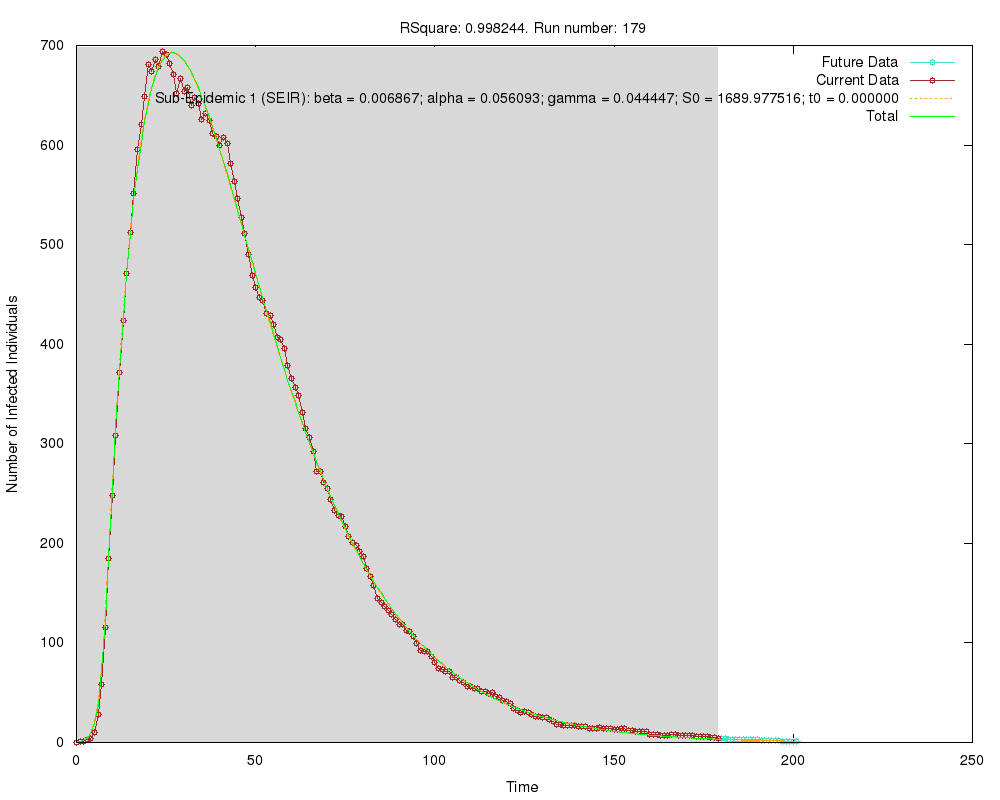 RSquare: 0.998244. Run number: 179
700
600
500
400
300
200
100
0
Number of Infected Individuals
Future Data
Current Data
Sub-Epidemic 1 (SEIR): beta = 0.006867; alpha = 0.056093; gamma = 0.044447; S0 = 1689.977516; t0 = 0.000000
Total
0 50 100 150 200 250
Time